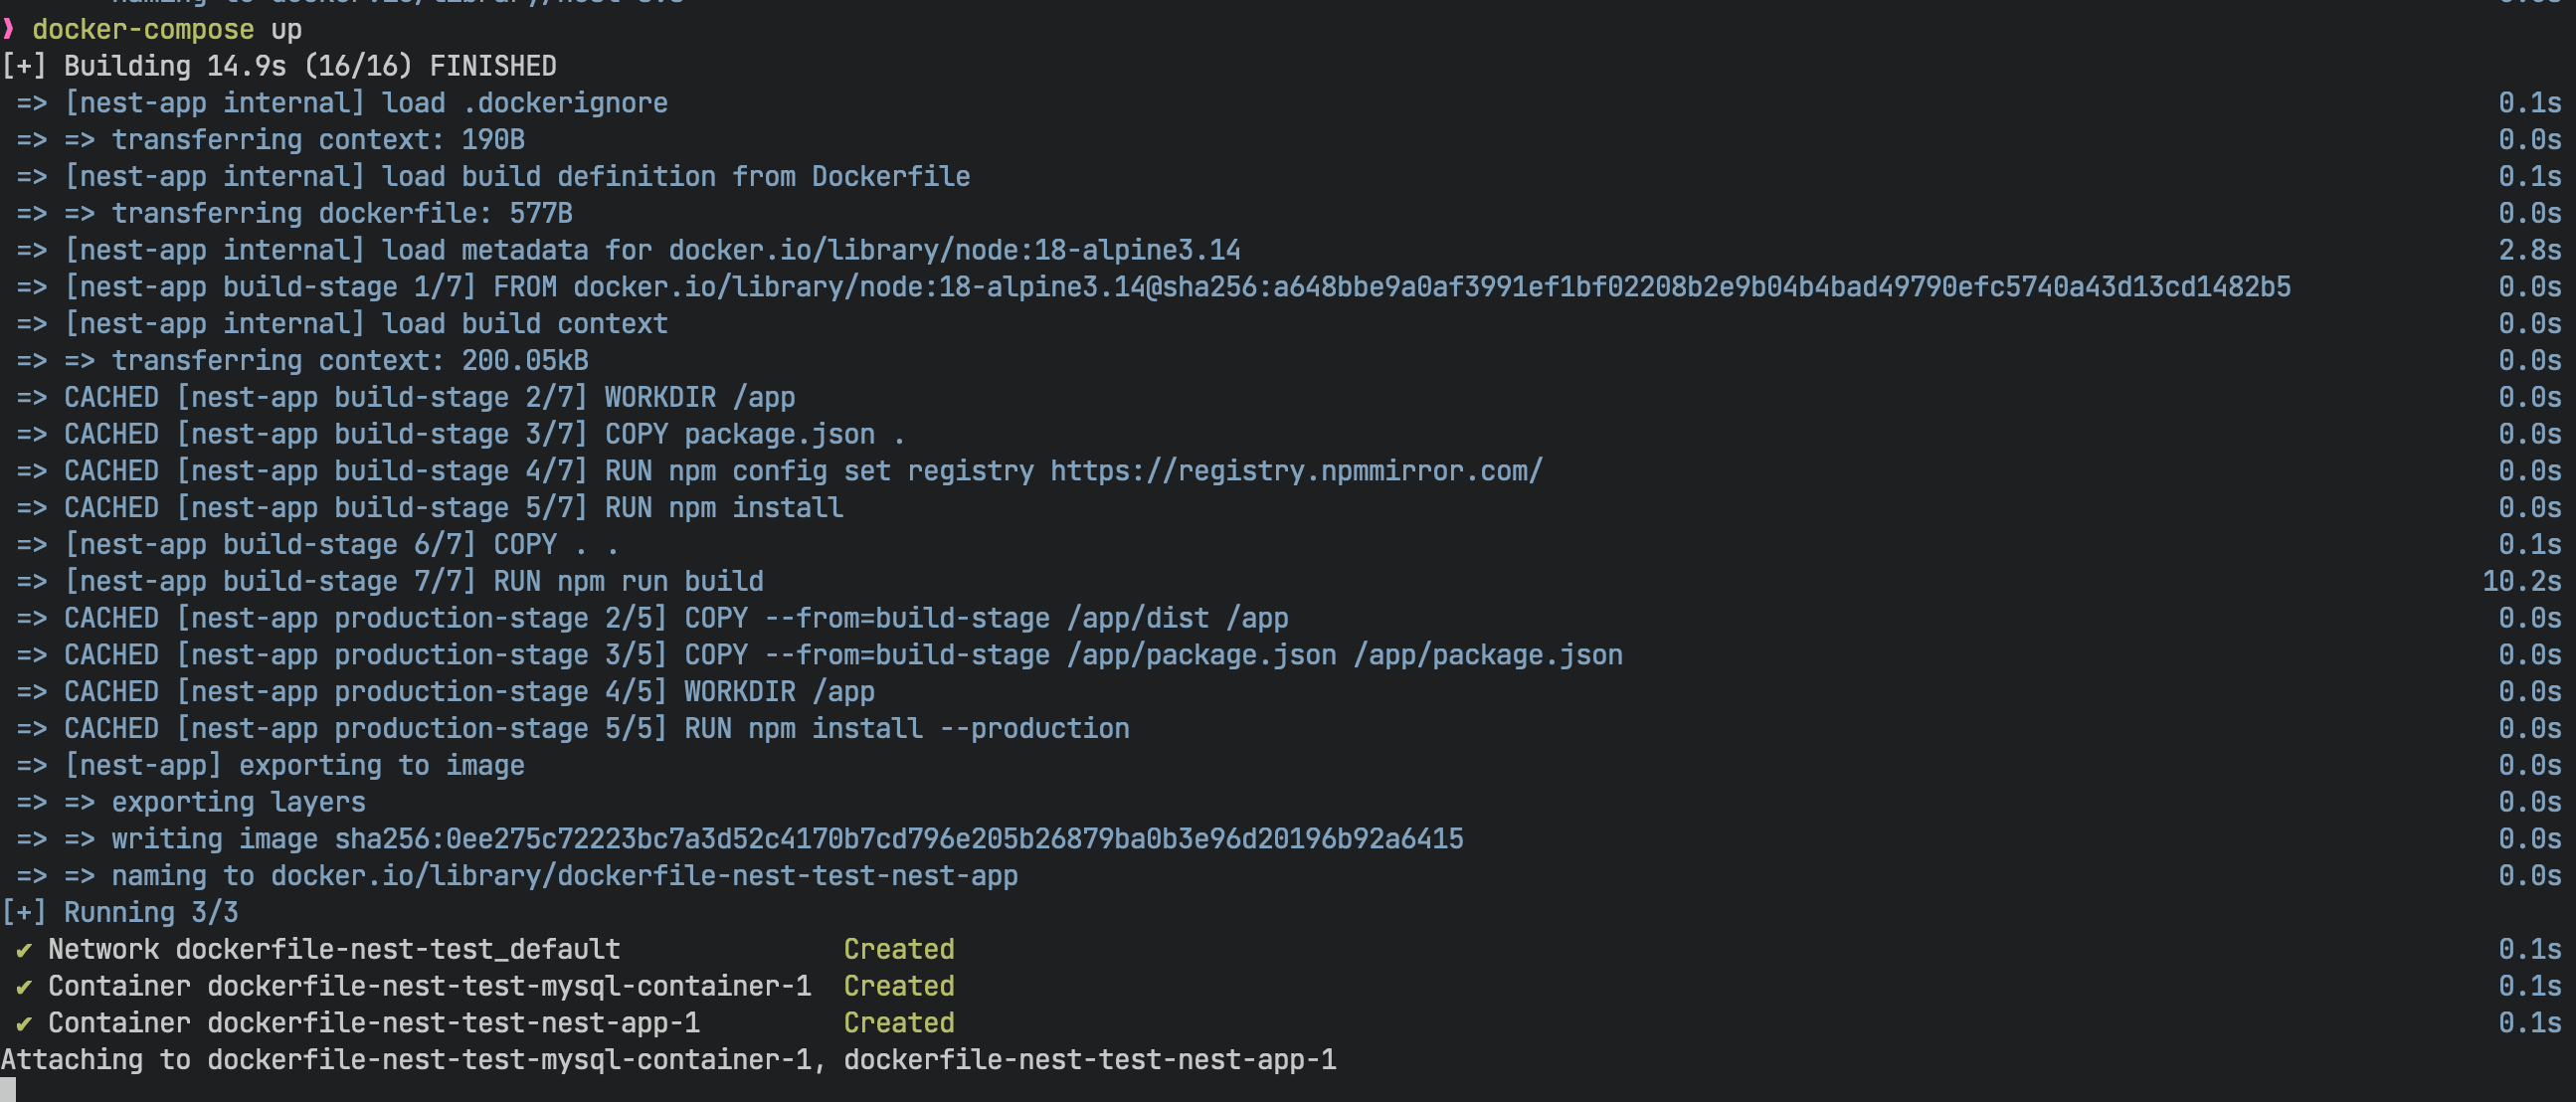 ❯ docker-compose up
[+] Building 14.9s (16/16) FINISHED
=> [nest-app internal] load .dockerignore 0.1s
=> => transferring context: 190B 0.0s
=> [nest-app internal] load build definition from Dockerfile 0.1s
=> => transferring dockerfile: 577B 0.0s
=> [nest-app internal] load metadata for docker.io/library/node:18-alpine3.14 2.8s
=> [nest-app build-stage 1/7] FROM docker.io/library/node:18-alpine3.14@sha256:a648bbe9a0af3991ef1bf02208b2e9b04b4bad49790efc5740a43d13cd1482b5 0.0s
=> [nest-app internal] load build context 0.0s
=> => transferring context: 200.05kB 0.0s
=> CACHED [nest-app build-stage 2/7] WORKDIR /app 0.0s
=> CACHED [nest-app build-stage 3/7] COPY package.json . 0.0s
=> CACHED [nest-app build-stage 4/7] RUN npm config set registry https://registry.npmmirror.com/ 0.0s
=> CACHED [nest-app build-stage 5/7] RUN npm install 0.0s
=> [nest-app build-stage 6/7] COPY . . 0.1s
=> [nest-app build-stage 7/7] RUN npm run build 10.2s
=> CACHED [nest-app production-stage 2/5] COPY --from=build-stage /app/dist /app 0.0s
=> CACHED [nest-app production-stage 3/5] COPY --from=build-stage /app/package.json /app/package.json 0.0s
=> CACHED [nest-app production-stage 4/5] WORKDIR /app 0.0s
=> CACHED [nest-app production-stage 5/5] RUN npm install --production 0.0s
=> [nest-app] exporting to image 0.0s
=> => exporting layers 0.0s
=> => writing image sha256:0ee275c72223bc7a3d52c4170b7cd796e205b26879ba0b3e96d20196b92a6415 0.0s
=> => naming to docker.io/library/dockerfile-nest-test-nest-app 0.0s
[+] Running 3/3
✔ Network dockerfile-nest-test_default Created 0.1s
✔ Container dockerfile-nest-test-mysql-container-1 Created 0.1s
✔ Container dockerfile-nest-test-nest-app-1 Created 0.1s
Attaching to dockerfile-nest-test-mysql-container-1, dockerfile-nest-test-nest-app-1